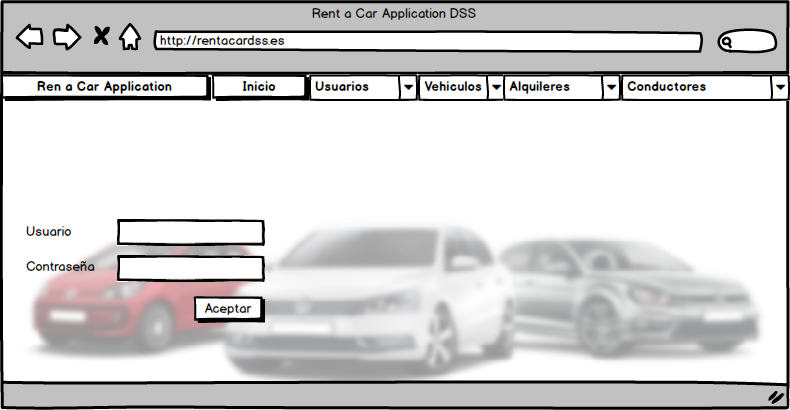 Rent a Car Application DSS
http://rentacardss.es
Ren a Car Application Inicio Usuarios Vehiculos Alquileres Conductores
Usuario
Contraseña
Aceptar